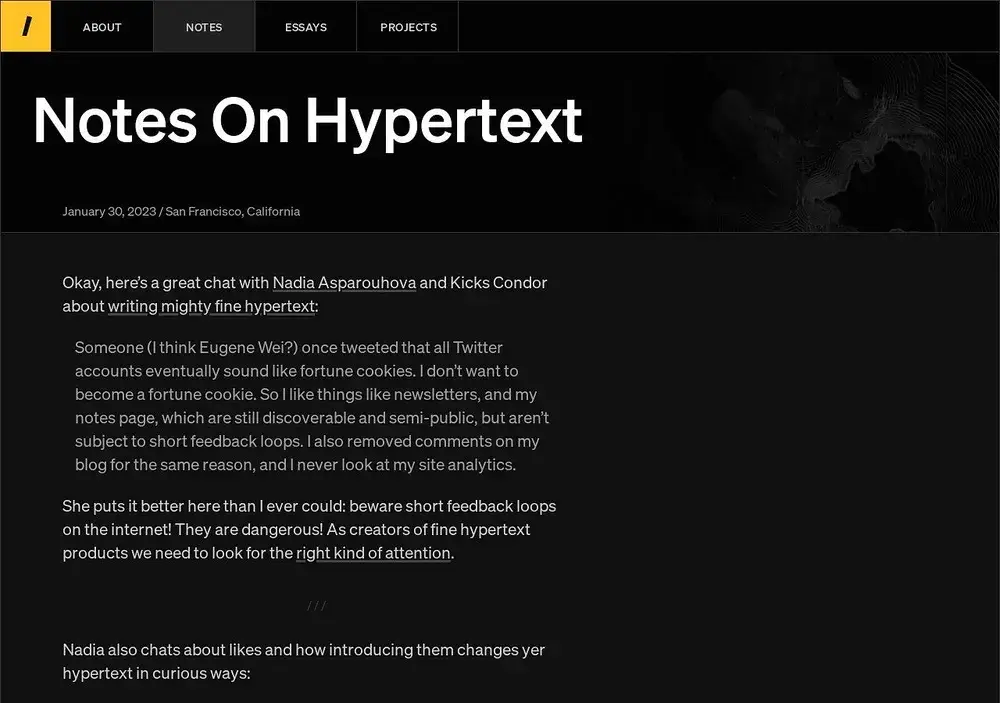 /
ABOUT
NOTES
ESSAYS
PROJECTS
Notes On Hypertext
January 30, 2023 / San Francisco, California
Okay, here’s a great chat with Nadia Asparouhova and Kicks Condor
about writing mighty fine hypertext:
Someone (I think Eugene Wei?) once tweeted that all Twitter
accounts eventually sound like fortune cookies. I don’t want to
become a fortune cookie. So I like things like newsletters, and my
notes page, which are still discoverable and semi-public, but aren’t
subject to short feedback loops. I also removed comments on my
blog for the same reason, and I never look at my site analytics.
She puts it better here than I ever could: beware short feedback loops
on the internet! They are dangerous! As creators of fine hypertext
products we need to look for the right kind of attention.
///
Nadia also chats about likes and how introducing them changes yer
hypertext in curious ways: